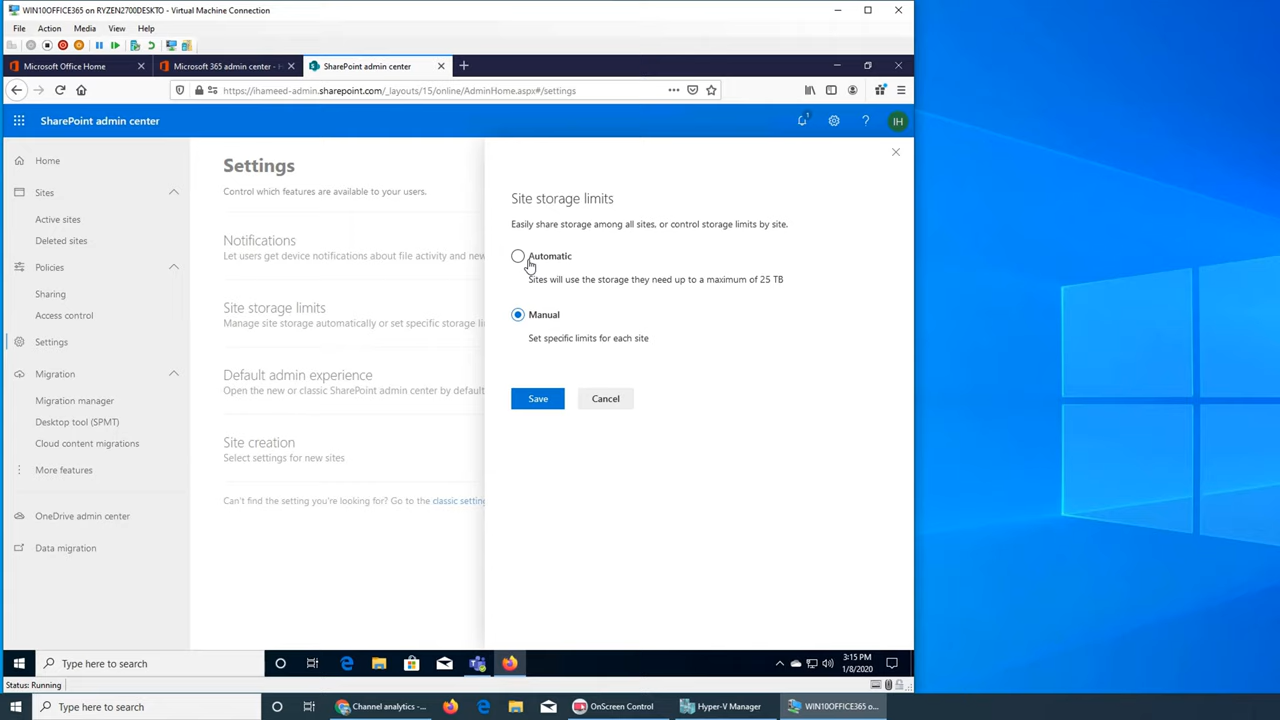 WIN10OFFICE365 on RYZEN2700DESKTO - Virtual Machine Connection
File Action Media View Help
Microsoft Office Home
Microsoft 365 admin center -
SharePoint admin center
https://ihameed-admin.sharepoint.com/_layouts/15/online/AdminHome.aspx#/settings
SharePoint admin center
1
IH
Home
Sites
Active sites
Deleted sites
Policies
Sharing
Access control
Settings
Migration
Migration manager
Desktop tool (SPMT)
Cloud content migrations
More features
OneDrive admin center
Data migration
Settings
Control which features are available to your users.
Notifications
Let users get device notifications about file activity and new
Site storage limits
Manage site storage automatically or set specific storage li
Default admin experience
Open the new or classic SharePoint admin center by default
Site creation
Select settings for new sites
Can't find the setting you're looking for? Go to the classic setting
Site storage limits
Easily share storage among all sites, or control storage limits by site.
Automatic
Sites will use the storage they need up to a maximum of 25 TB
Manual
Set specific limits for each site
Save
Cancel
Type here to search
3:15 PM
1/8/2020
Status: Running
Type here to search
Channel analytics -...
OnScreen Control
Hyper-V Manager
WIN10OFFICE365 o...